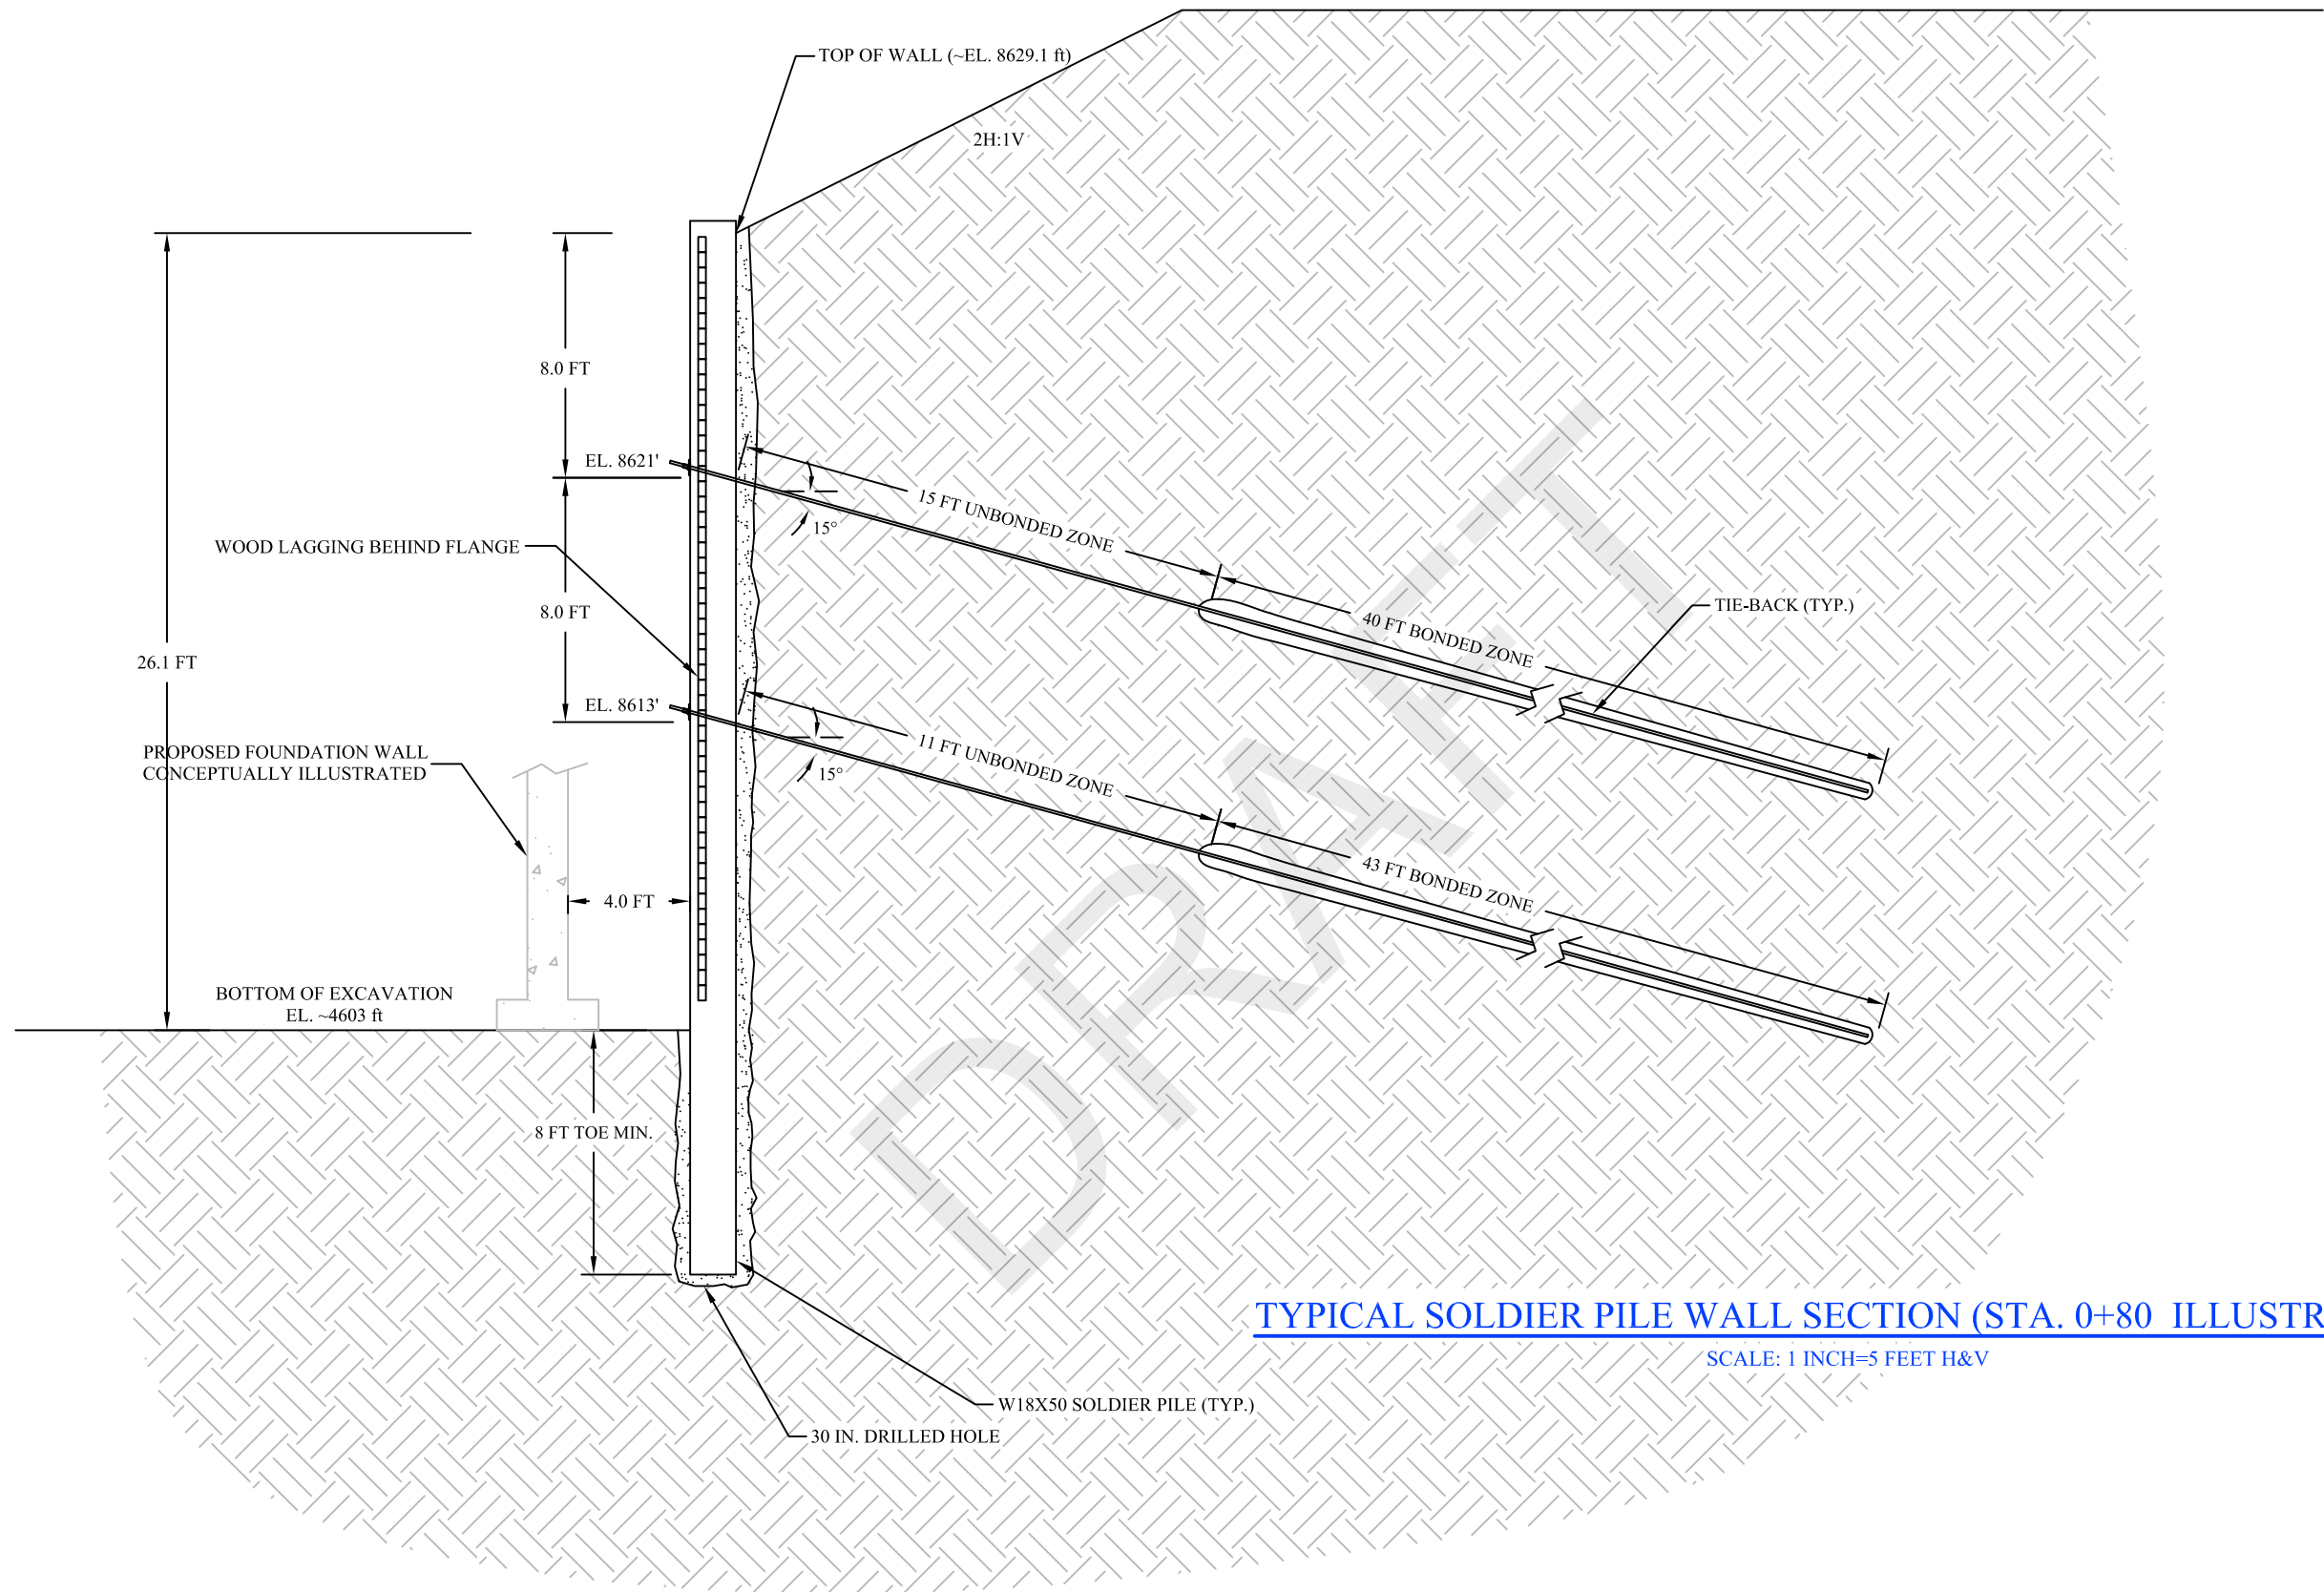 TOP OF WALL (~EL. 8629.1 ft)
2H:1V
8.0 FT
EL. 8621'
15 FT UNBONDED ZONE
15°
WOOD LAGGING BEHIND FLANGE
8.0 FT
40 FT BONDED ZONE
TIE-BACK (TYP.)
26.1 FT
EL. 8613'
11 FT UNBONDED ZONE
15°
PROPOSED FOUNDATION WALL
CONCEPTUALLY ILLUSTRATED
43 FT BONDED ZONE
4.0 FT
DRAFT
BOTTOM OF EXCAVATION
EL. ~4603 ft
8 FT TOE MIN.
TYPICAL SOLDIER PILE WALL SECTION (STA. 0+80 ILLUSTR
SCALE: 1 INCH=5 FEET H&V
W18X50 SOLDIER PILE (TYP.)
30 IN. DRILLED HOLE